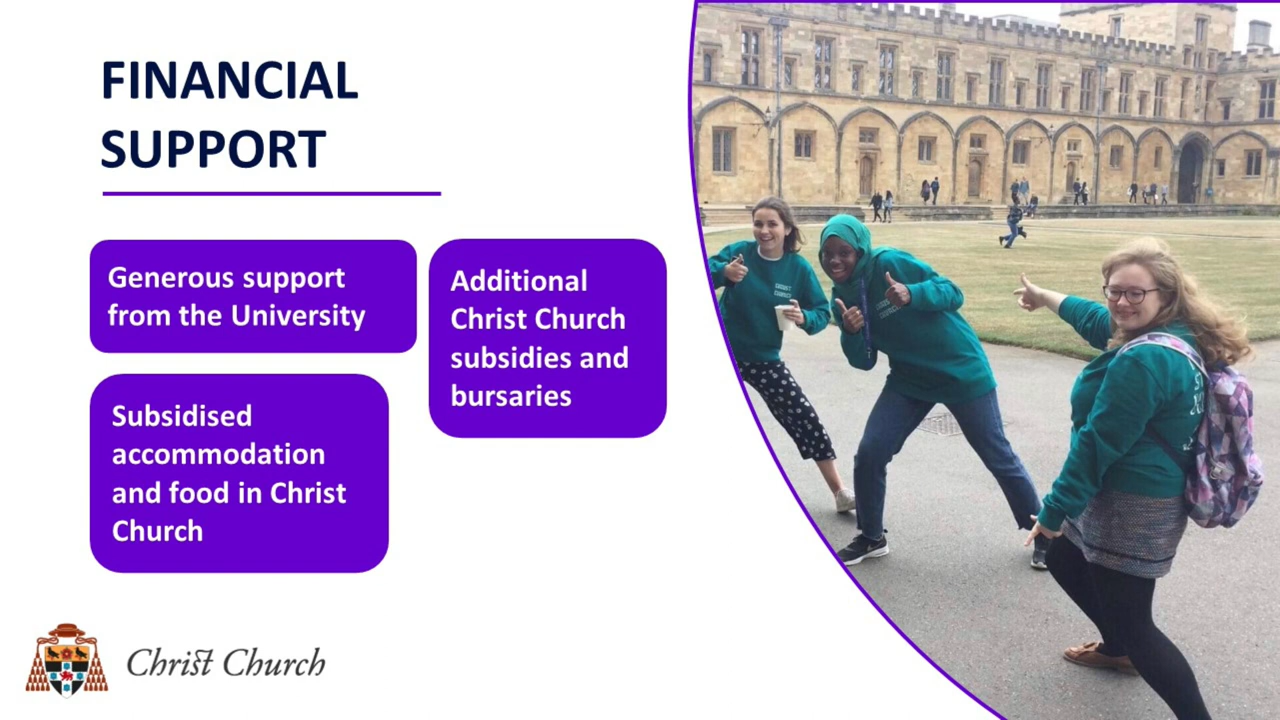 FINANCIAL
SUPPORT
Generous support
from the University
Additional
Christ Church
subsidies and
bursaries
Subsidised
accommodation
and food in Christ
Church
Christ Church